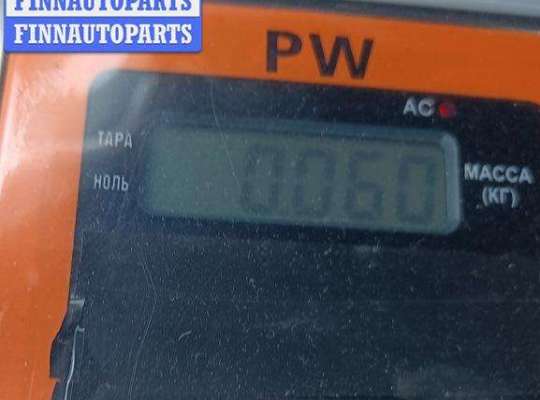 FINNAUTOPARTS
FINNAUTOPARTS
PW
AC
ТАРА
НОЛЬ
0060
МАССА
(КГ)